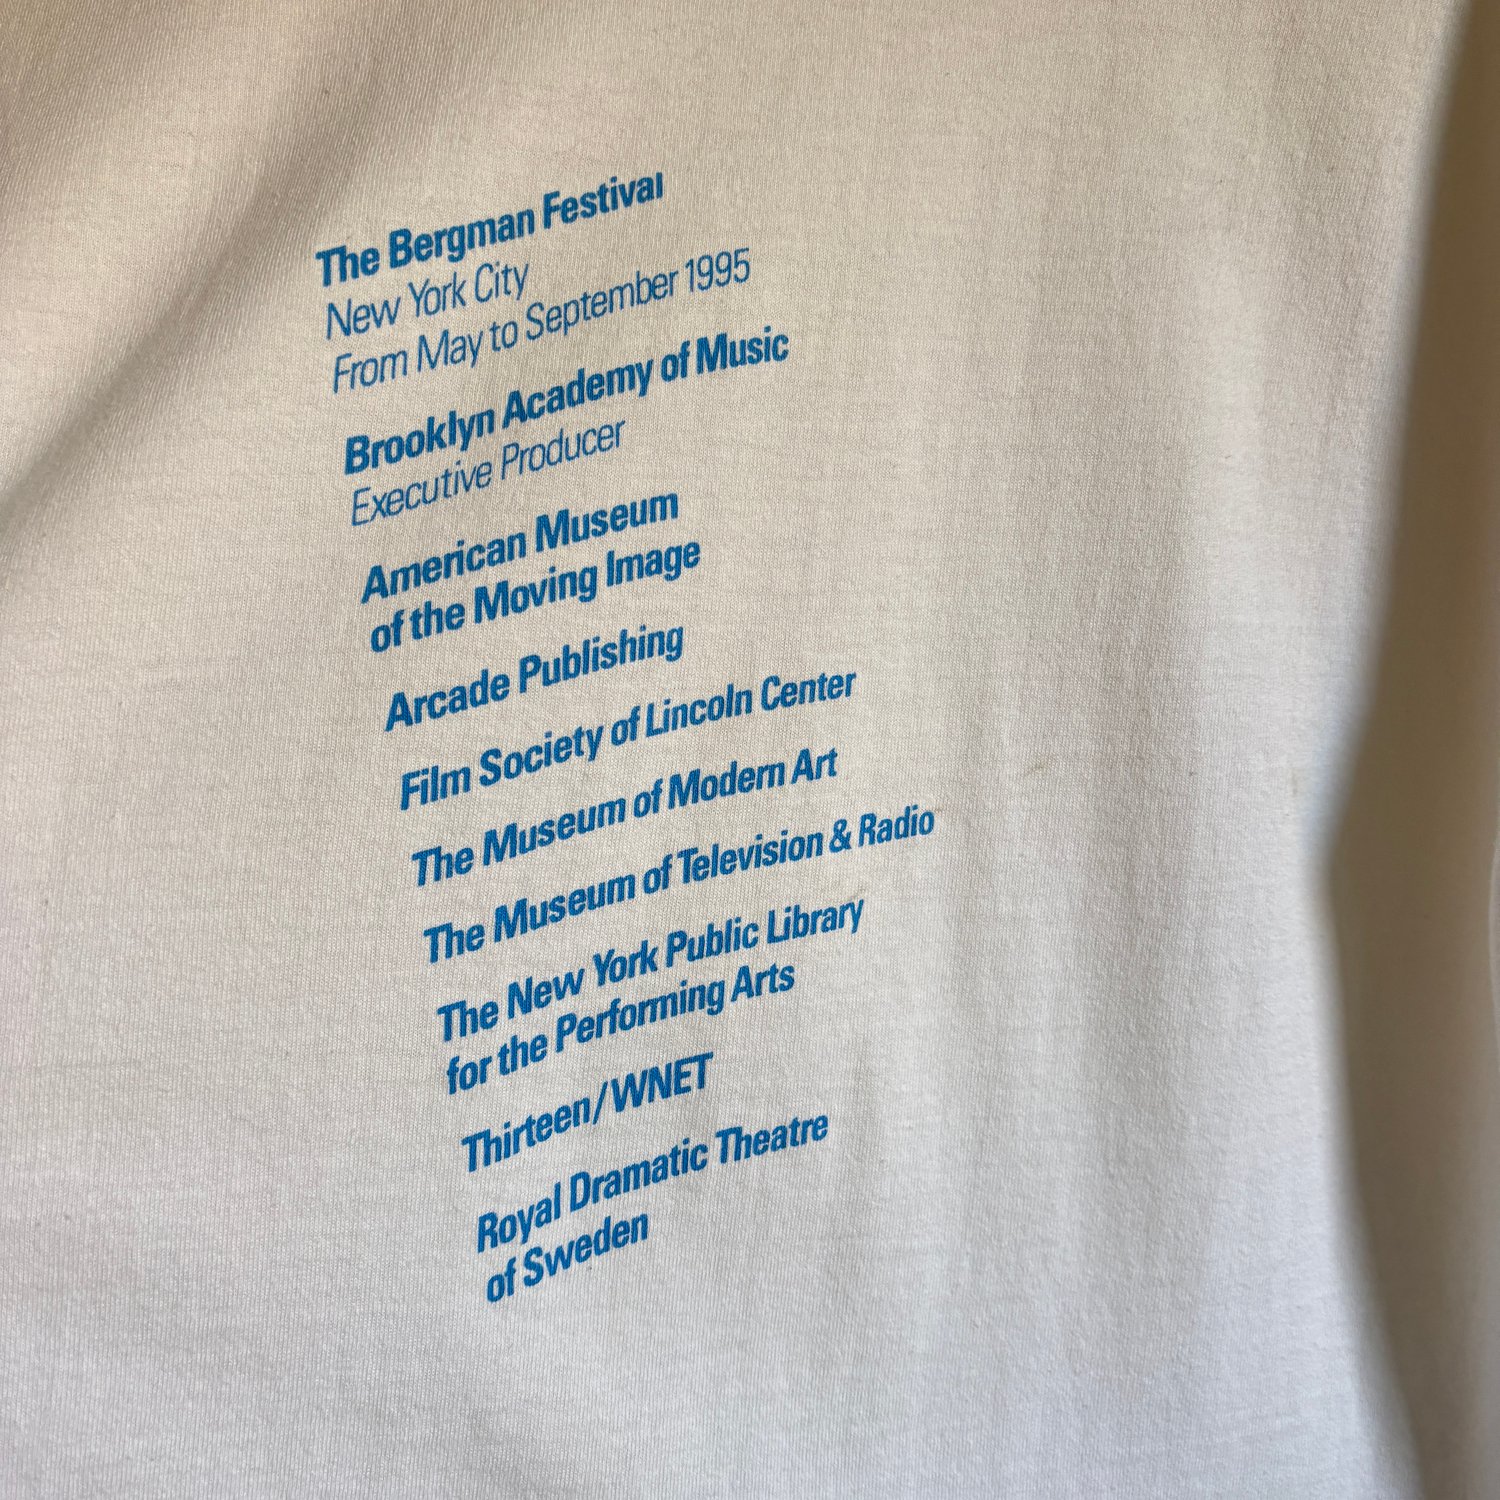 The Bergman Festival
New York City
From May to September 1995
Brooklyn Academy of Music
Executive Producer
American Museum
of the Moving Image
Arcade Publishing
Film Society of Lincoln Center
The Museum of Modern Art
The Museum of Television & Radio
The New York Public Library
for the Performing Arts
Thirteen/WNET
Royal Dramatic Theatre
of Sweden